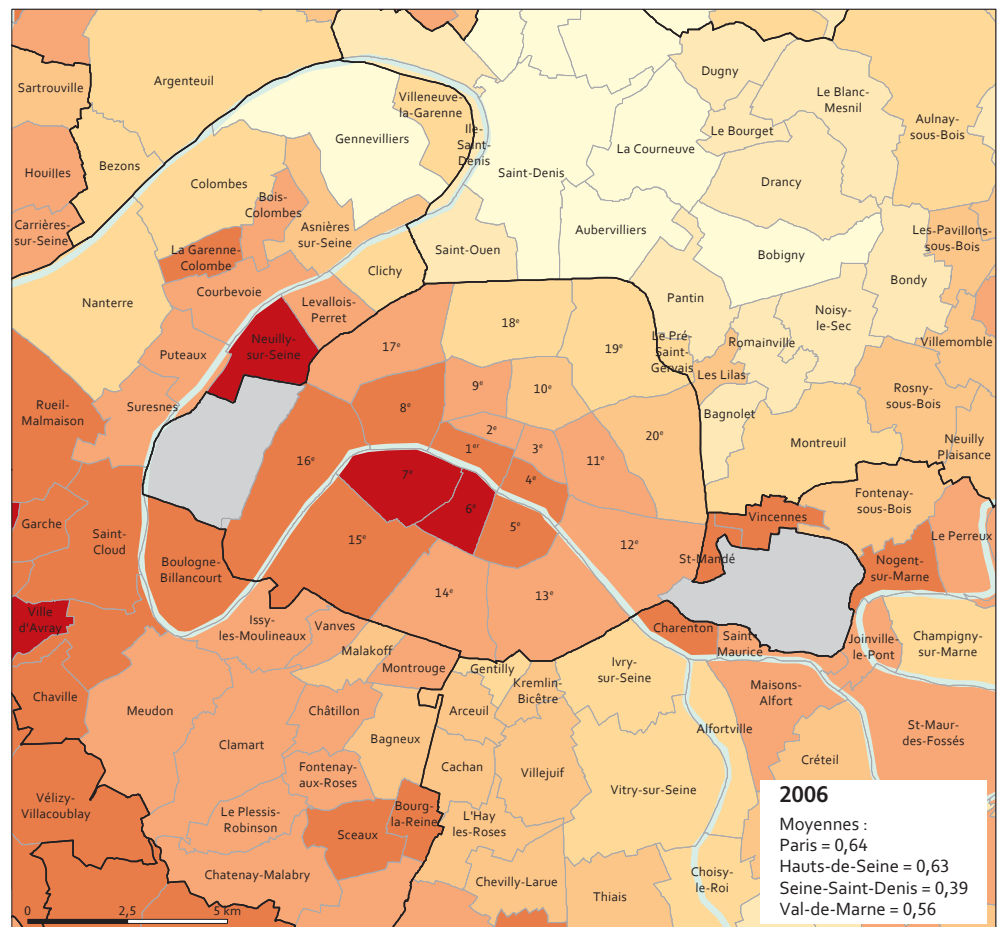 Sartrouville
Argenteuil
Dugny
Le Blanc-
Mesnil
Villeneuve-
la-Garenne
Aulnay-
sous-Bois
Gennevilliers
Ile-
Saint-
Denis
Le Bourget
La Courneuve
Bezons
Houilles
Saint-Denis
Drancy
Colombes
Bois-
Colombes
Carrières-
sur-Seine
Asnières
sur-Seine
Aubervilliers
Les-Pavillons-
sous-Bois
La Garenne-
Colombe
Saint-Ouen
Bobigny
Clichy
Bondy
Courbevoie
Nanterre
Levallois-
Perret
Pantin
Noisy-
le-Sec
18e
Neuilly-
sur-Seine
17e
19e
Le Pré-
Saint-
Gervais
Romainville
Villemomble
Puteaux
Les Lilas
9e
10e
Rosny-
sous-Bois
Rueil-
Malmaison
Suresnes
8e
Bagnolet
2e
20e
Montreuil
Neuilly
Plaisance
1er
3e
16e
11e
7e
4e
Fontenay-
sous-Bois
6e
Garche
Vincennes
5e
Saint-
Cloud
15e
12e
Le Perreux
St-Mandé
Boulogne-
Billancourt
Nogent-
sur-Marne
14e
13e
Ville
d'Avray
Issy-
les-Moulineaux
Vanves
Charenton
Saint-
Maurice
Joinville-
le-Pont
Champigny-
sur-Marne
Malakoff
Montrouge
Gentilly
Ivry-
sur-Seine
Kremlin-
Bicêtre
Chaville
Meudon
Châtillon
Arceuil
Maisons-
Alfort
Alfortville
St-Maur-
des-Fossés
Clamart
Bagneux
Fontenay-
aux-Roses
Cachan
Villejuif
Créteil
Vélizy-
Villacoublay
Vitry-sur-Seine
Le Plessis-
Robinson
Bourg-
la-Reine
Sceaux
L'Hay
les-Roses
Chatenay-Malabry
Chevilly-Larue
Thiais
Choisy-
le-Roi
0 2,5 5 km
2006
Moyennes :
Paris = 0,64
Hauts-de-Seine = 0,63
Seine-Saint-Denis = 0,39
Val-de-Marne = 0,56